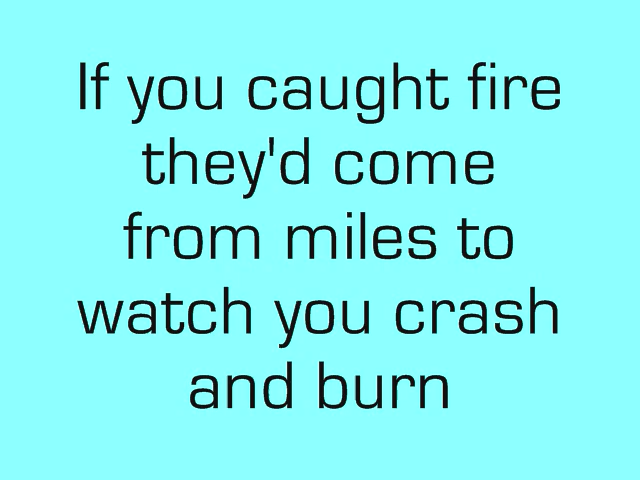 If you caught fire
they'd come
from miles to
watch you crash
and burn